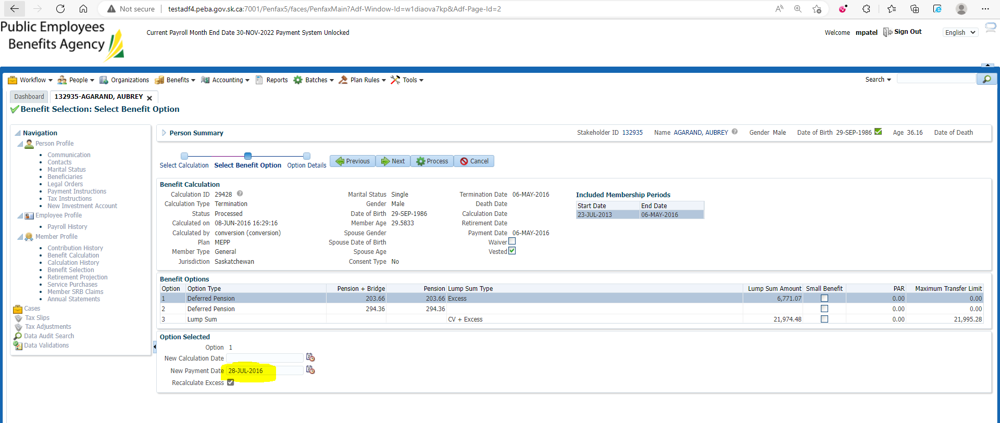 Not secure | testadf4.peba.gov.sk.ca:7001/Penfax5/faces/PenfaxMain?Adf-Window-Id=w1diaova7kp&Adf-Page-Id=2
Public Employees
Benefits Agency
Current Payroll Month End Date 30-NOV-2022 Payment System Unlocked
Welcome mpatel Sign Out English
Workflow People Organizations Benefits Accounting Reports Batches Plan Rules Tools Search
Dashboard 132935-AGARAND, AUBREY
Benefit Selection: Select Benefit Option
Navigation
Person Profile
Communication
Contacts
Marital Status
Beneficiaries
Legal Orders
Payment Instructions
Tax Instructions
New Investment Account
Employee Profile
Payroll History
Member Profile
Contribution History
Benefit Calculation
Calculation History
Benefit Selection
Retirement Projection
Service Purchases
Member SRB Claims
Annual Statements
Cases
Tax Slips
Tax Adjustments
Data Audit Search
Data Validations
Person Summary Stakeholder ID 132935 Name AGARAND, AUBREY Gender Male Date of Birth 29-SEP-1986 Age 36.16 Date of Death
Select Calculation Select Benefit Option Option Details Previous Next Process Cancel
Benefit Calculation
Calculation ID 29428 Marital Status Single Termination Date 06-MAY-2016 Included Membership Periods
Calculation Type Termination Gender Male Death Date Start Date End Date
Status Processed Date of Birth 29-SEP-1986 Calculation Date 23-JUL-2013 06-MAY-2016
Calculated on 08-JUN-2016 16:29:16 Member Age 29.5833 Retirement Date
Calculated by conversion (conversion) Spouse Gender Payment Date 06-MAY-2016
Plan MEPP Spouse Date of Birth Waiver
Member Type General Spouse Age Vested
Jurisdiction Saskatchewan Consent Type No
Benefit Options
Option Option Type Pension + Bridge Pension Lump Sum Type Lump Sum Amount Small Benefit PAR Maximum Transfer Limit
1 Deferred Pension 203.66 203.66 Excess 6,771.07 0.00 0.00
2 Deferred Pension 294.36 294.36 0.00 0.00
3 Lump Sum CV + Excess 21,974.48 0.00 21,995.28
Option Selected
Option 1
New Calculation Date
New Payment Date 28-JUL-2016
Recalculate Excess